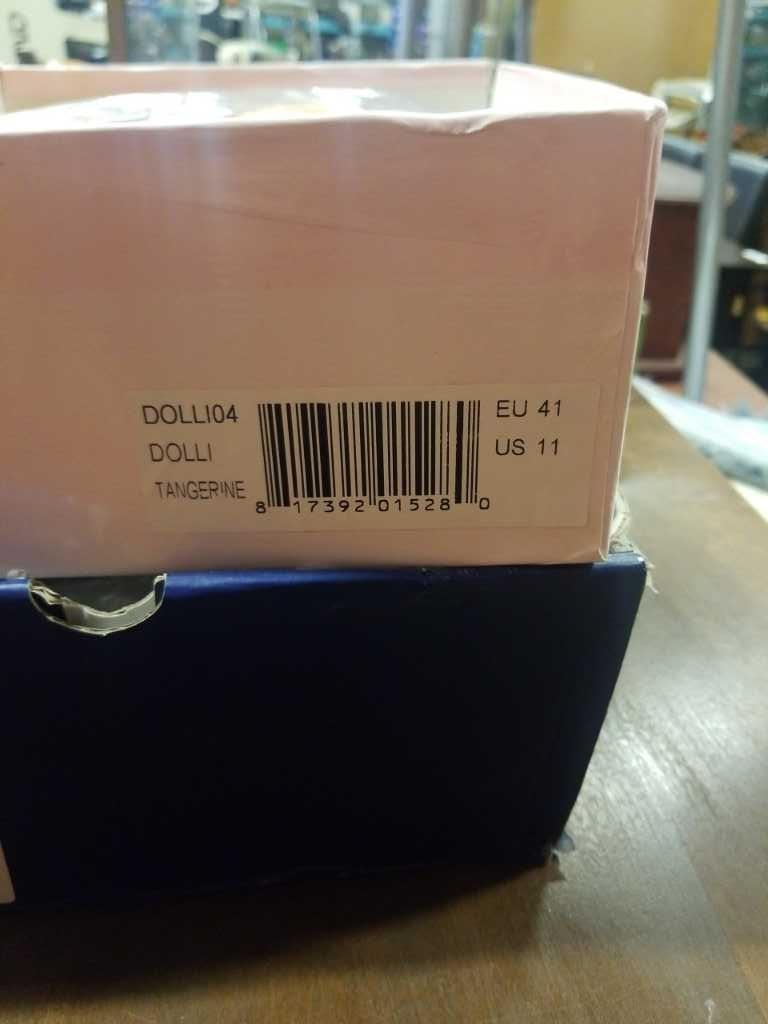 DOLLI04
DOLLI
TANGERINE
8 17392 01528 0
EU 41
US 11